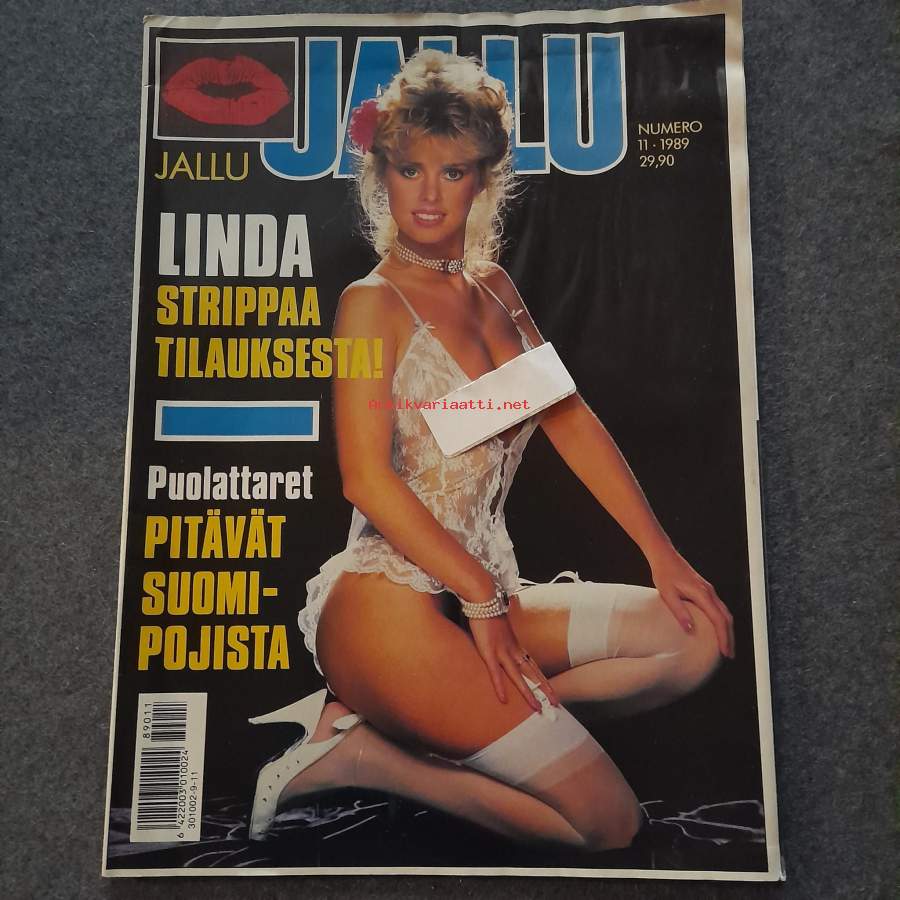 JALLU
JALLU
NUMERO
11 · 1989
29,90
LINDA
STRIPPAA
TILAUKSESTA!
Antikvariaatti.net
Puolattaret
PITÄVÄT
SUOMI-
POJISTA
89011
6 422003 010024
301002-9-11